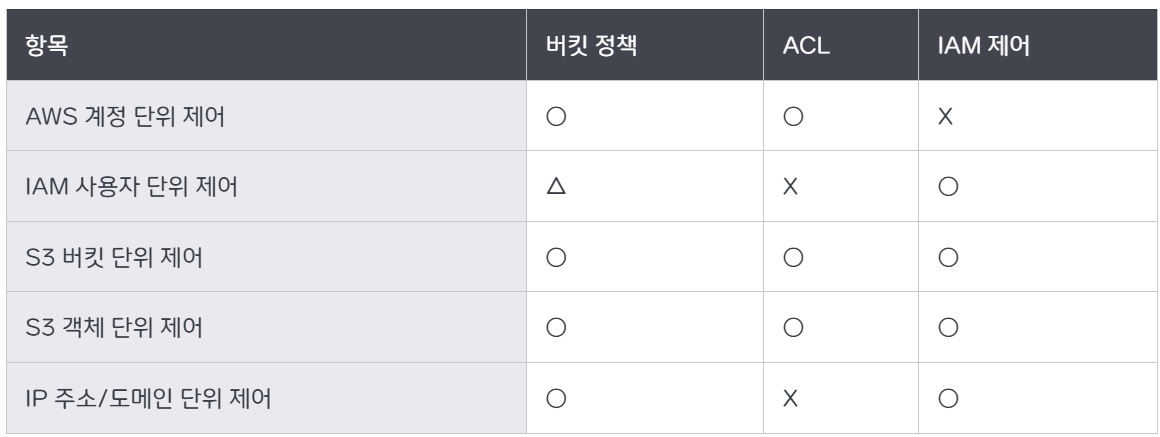 항목 버킷 정책 ACL IAM 제어
AWS 계정 단위 제어 ○ ○ X
IAM 사용자 단위 제어 △ X ○
S3 버킷 단위 제어 ○ ○ ○
S3 객체 단위 제어 ○ ○ ○
IP 주소/도메인 단위 제어 ○ X ○